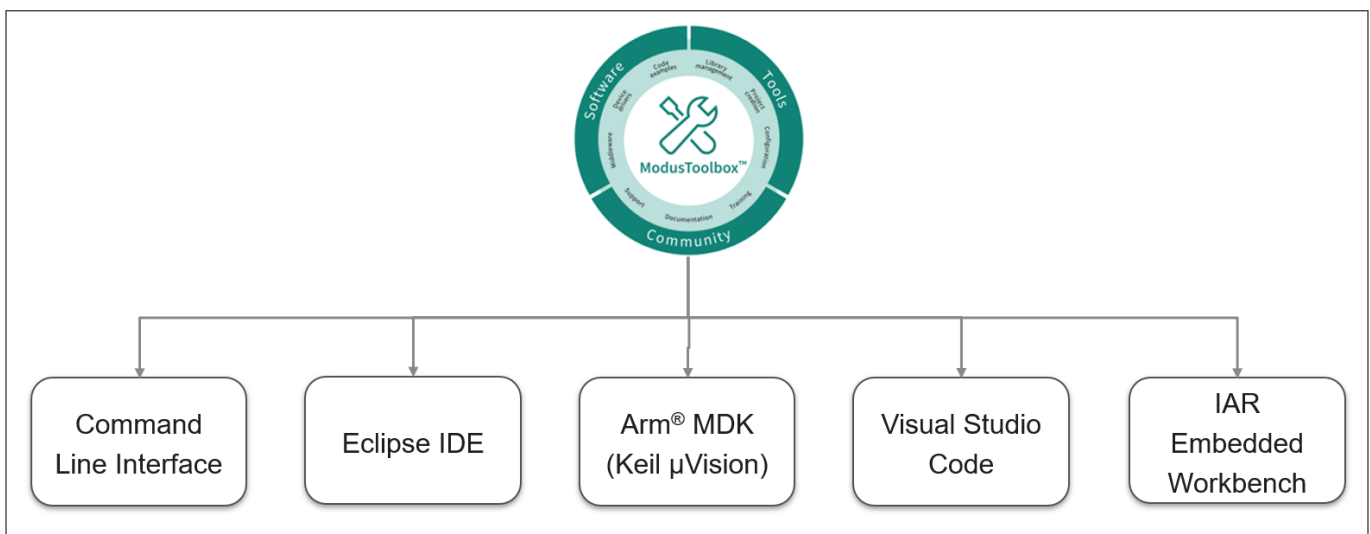 Software
Tools
Code
examples
Library
management
Device
drivers
Project
creation
Middleware
Configuration
ModusToolbox™
Support
Documentation
Training
Community
Command
Line Interface
Eclipse IDE
Arm® MDK
(Keil µVision)
Visual Studio
Code
IAR
Embedded
Workbench